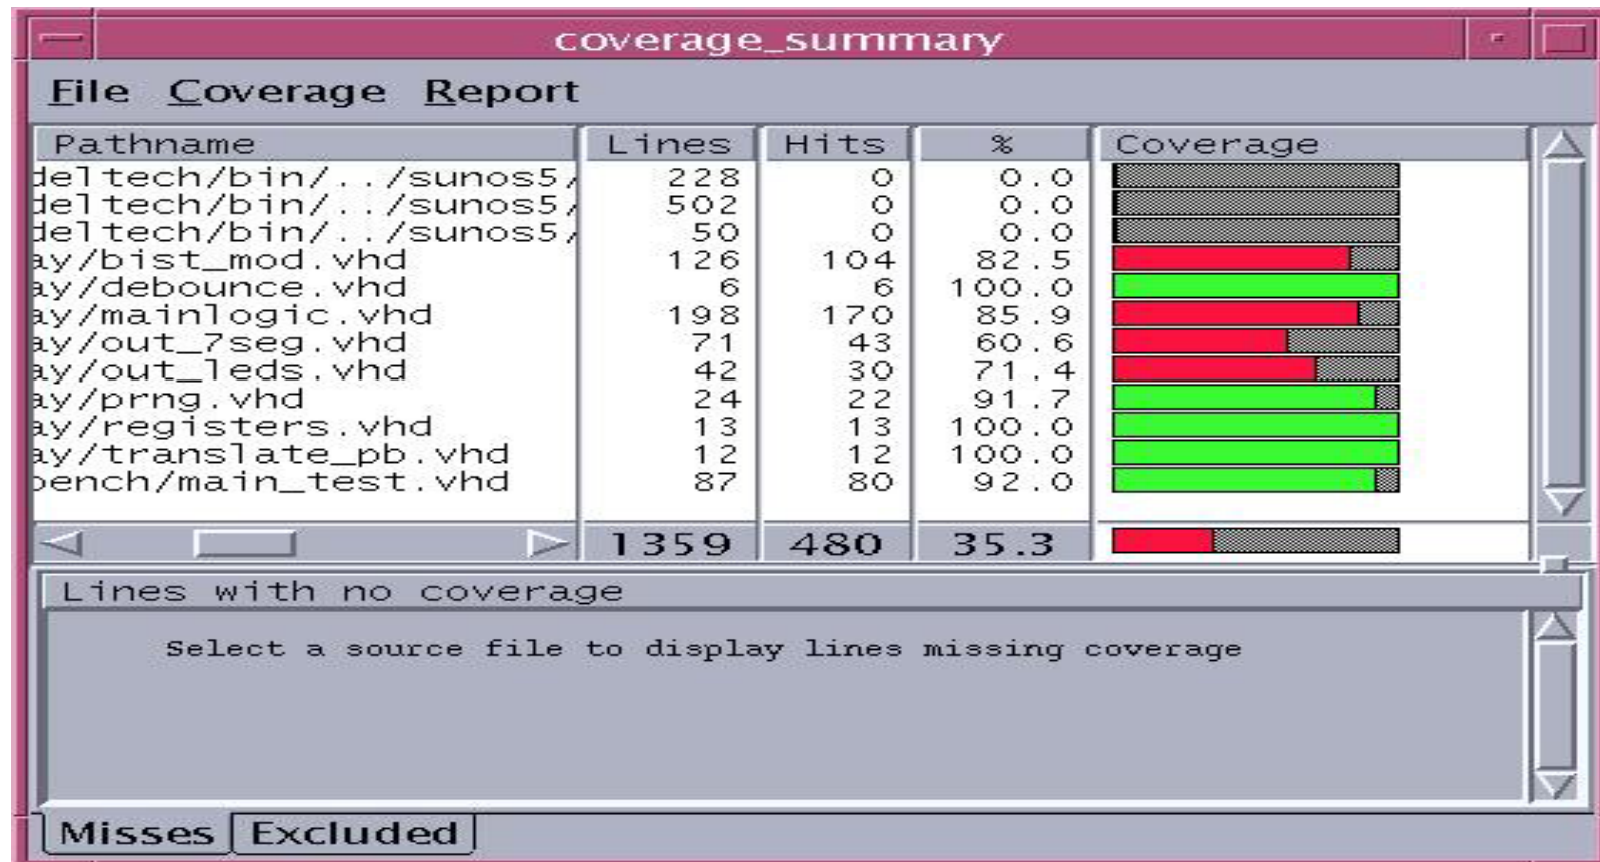 coverage_summary
File Coverage Report
Pathname Lines Hits % Coverage
deltech/bin/../sunos5/ 228 0 0.0
deltech/bin/../sunos5/ 502 0 0.0
deltech/bin/../sunos5/ 50 0 0.0
ay/bist_mod.vhd 126 104 82.5
ay/debounce.vhd 6 6 100.0
ay/mainlogic.vhd 198 170 85.9
ay/out_7seg.vhd 71 43 60.6
ay/out_leds.vhd 42 30 71.4
ay/prng.vhd 24 22 91.7
ay/registers.vhd 13 13 100.0
ay/translate_pb.vhd 12 12 100.0
bench/main_test.vhd 87 80 92.0
1359 480 35.3
Lines with no coverage
Select a source file to display lines missing coverage
Misses Excluded